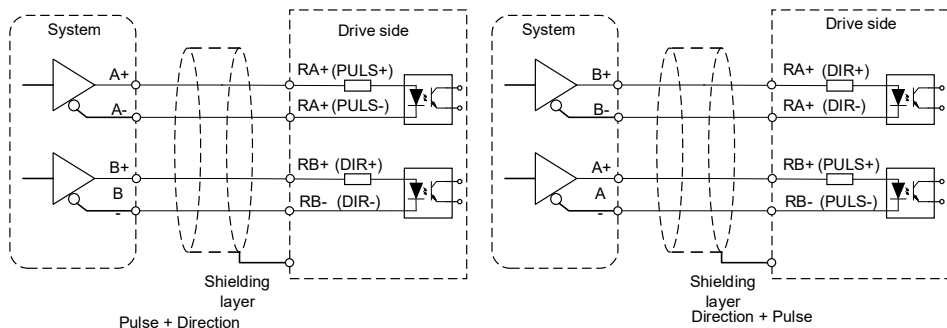 System
Drive side
A+
RA+ (PULS+)
A-
RA+ (PULS-)
B+
RB+ (DIR+)
B
-
RB- (DIR-)
Shielding
layer
Pulse + Direction
System
Drive side
B+
RA+ (DIR+)
B-
RA+ (DIR-)
A+
RB+ (PULS+)
A
-
RB- (PULS-)
Shielding
layer
Direction + Pulse